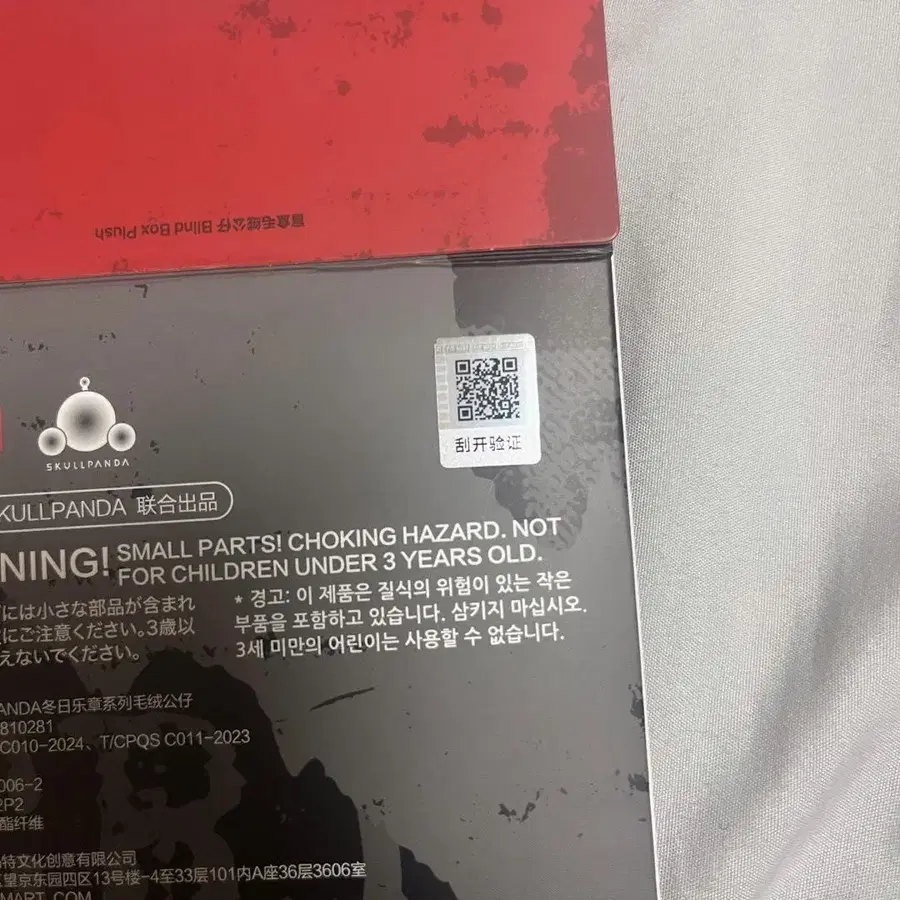 盲盒毛绒公仔 Blind Box Plush
刮开验证
SKULLPANDA
KULLPANDA 联合出品
NING! SMALL PARTS! CHOKING HAZARD. NOT
FOR CHILDREN UNDER 3 YEARS OLD.
には小さな部品が含まれ
にご注意ください。3歳以
えないでください。
* 경고: 이 제품은 질식의 위험이 있는 작은
부품을 포함하고 있습니다. 삼키지 마십시오.
3세 미만의 어린이는 사용할 수 없습니다.
ANDA冬日乐章系列毛绒公仔
810281
C010-2024、T/CPQS C011-2023
006-2
2P2
酯纤维
特文化创意有限公司
望京东园四区13号楼-4至33层101内A座36层3606室
MART.COM